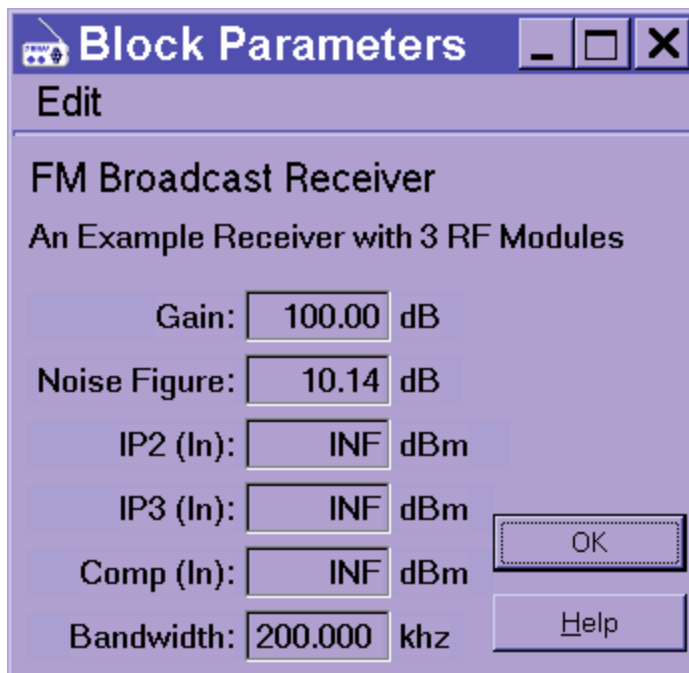 Block Parameters
Edit
FM Broadcast Receiver
An Example Receiver with 3 RF Modules
Gain: 100.00 dB
Noise Figure: 10.14 dB
IP2 (In): INF dBm
IP3 (In): INF dBm
OK
Comp (In): INF dBm
Help
Bandwidth: 200.000 khz